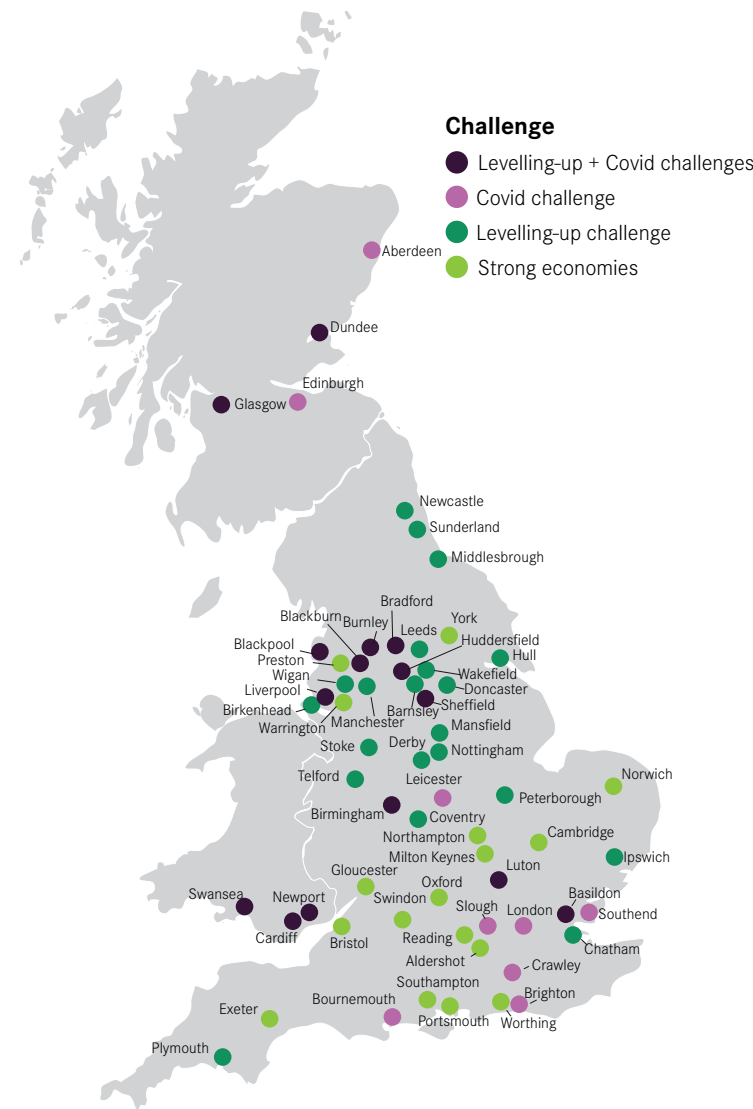 Challenge
Levelling-up + Covid challenges
Covid challenge
Levelling-up challenge
Strong economies
Aberdeen
Dundee
Edinburgh
Glasgow
Newcastle
Sunderland
Middlesbrough
Bradford
Blackburn
Burnley
York
Leeds
Huddersfield
Blackpool
Hull
Preston
Wakefield
Wigan
Doncaster
Liverpool
Sheffield
Birkenhead
Barnsley
Manchester
Warrington
Mansfield
Stoke
Derby
Nottingham
Telford
Leicester
Norwich
Peterborough
Birmingham
Coventry
Northampton
Cambridge
Milton Keynes
Ipswich
Luton
Gloucester
Oxford
Basildon
Swansea
Newport
Swindon
Slough
London
Southend
Cardiff
Bristol
Reading
Chatham
Aldershot
Crawley
Southampton
Brighton
Bournemouth
Exeter
Portsmouth
Worthing
Plymouth